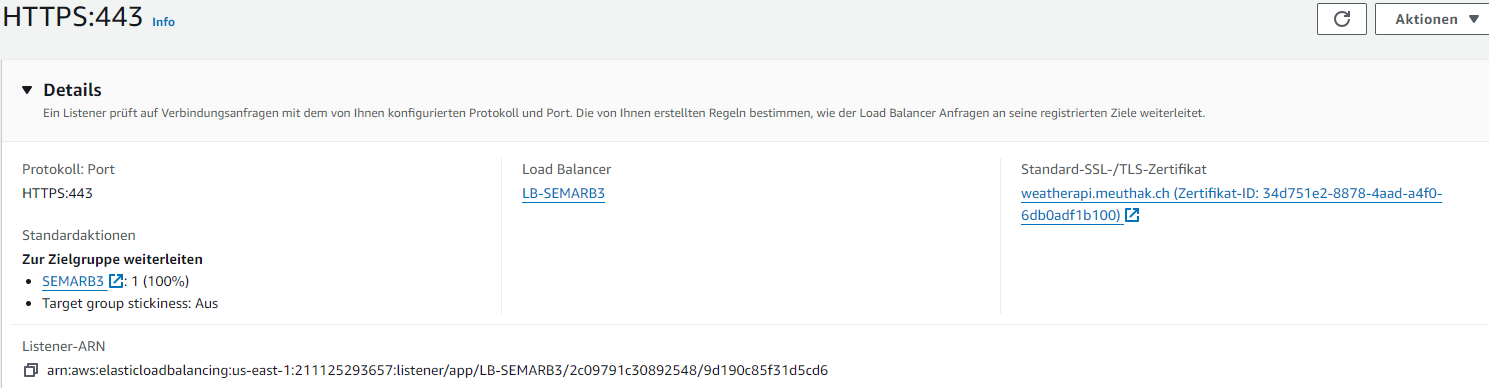 HTTPS:443 Info
Aktionen
Details
Ein Listener prüft auf Verbindungsanfragen mit dem von Ihnen konfigurierten Protokoll und Port. Die von Ihnen erstellten Regeln bestimmen, wie der Load Balancer Anfragen an seine registrierten Ziele weiterleitet.
Protokoll: Port
HTTPS:443
Load Balancer
LB-SEMARB3
Standard-SSL-/TLS-Zertifikat
weatherapi.meuthak.ch (Zertifikat-ID: 34d751e2-8878-4aad-a4f0-
6db0adf1b100)
Standardaktionen
Zur Zielgruppe weiterleiten
• SEMARB3 : 1 (100%)
• Target group stickiness: Aus
Listener-ARN
arn:aws:elasticloadbalancing:us-east-1:211125293657:listener/app/LB-SEMARB3/2c09791c30892548/9d190c85f31d5cd6